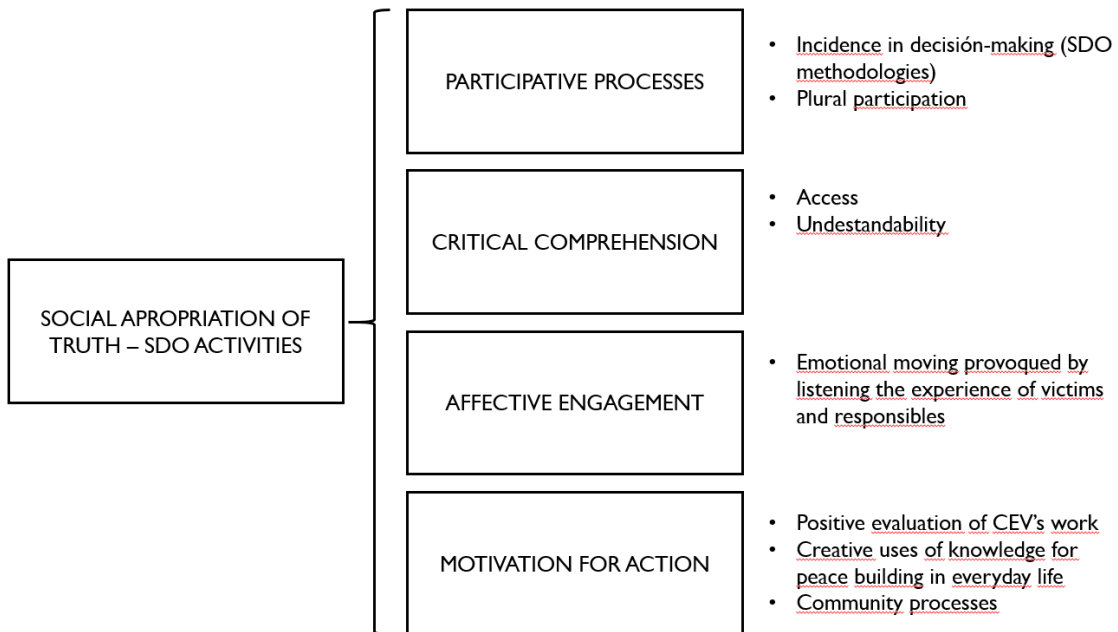 SOCIAL APROPRIATION OF
TRUTH – SDO ACTIVITIES
PARTICIPATIVE PROCESSES
• Incidence in decisión-making (SDO
methodologies)
• Plural participation
CRITICAL COMPREHENSION
• Access
• Undestandability
AFFECTIVE ENGAGEMENT
• Emotional moving provoqued by
listening the experience of victims
and responsibles
MOTIVATION FOR ACTION
• Positive evaluation of CEV's work
• Creative uses of knowledge for
peace building in everyday life
• Community processes